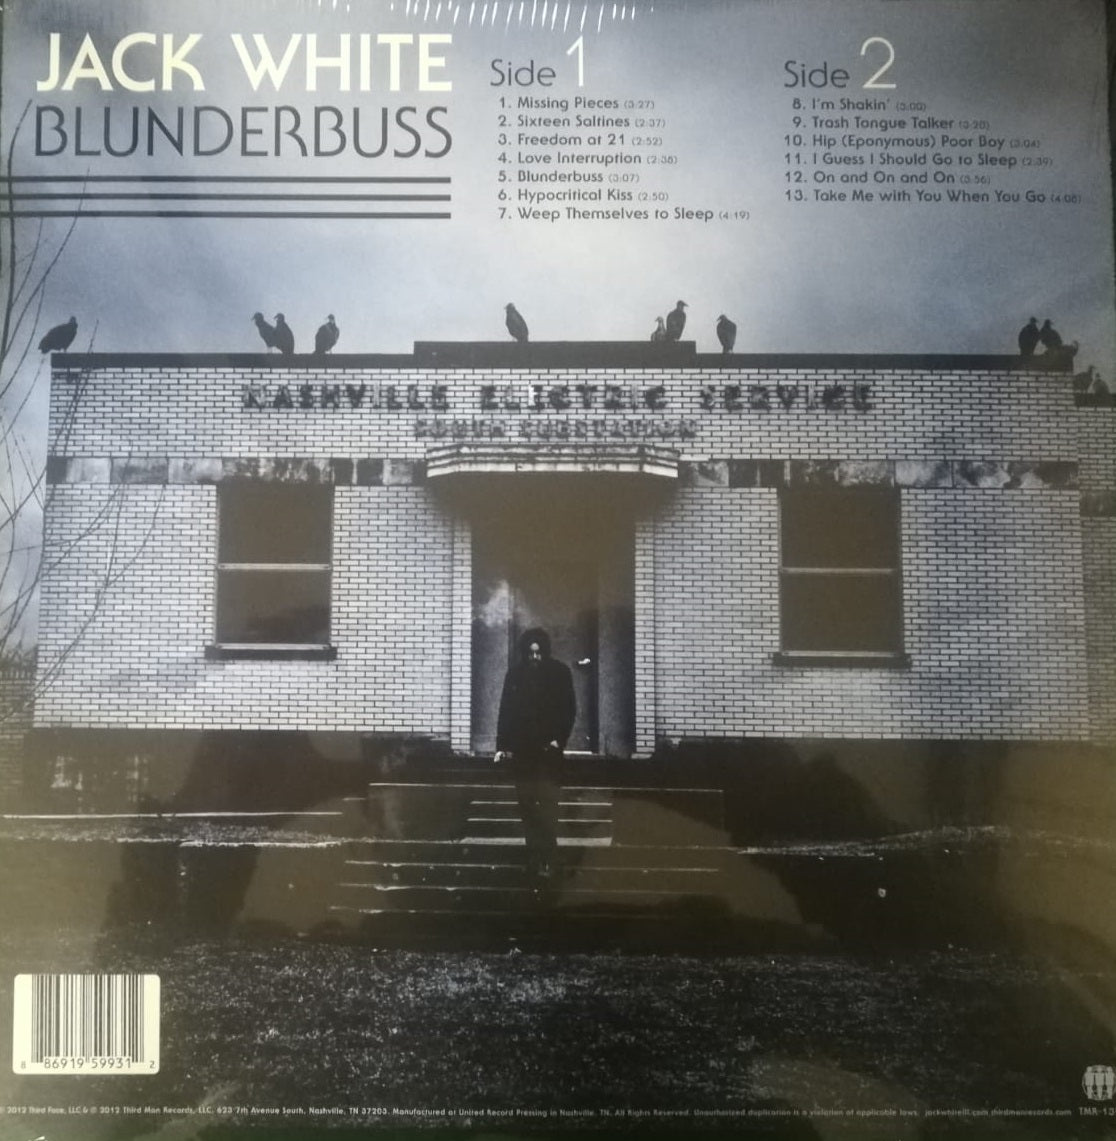 JACK WHITE
BLUNDERBUSS
Side 1
1. Missing Pieces (3:27)
2. Sixteen Saltines (2:37)
3. Freedom at 21 (2:52)
4. Love Interruption (2:38)
5. Blunderbuss (3:07)
6. Hypocritical Kiss (2:50)
7. Weep Themselves to Sleep (4:19)
Side 2
8. I'm Shakin' (3:00)
9. Trash Tongue Talker (3:20)
10. Hip (Eponymous) Poor Boy (3:04)
11. I Guess I Should Go to Sleep (2:39)
12. On and On and On (3:56)
13. Take Me with You When You Go (4:08)
NASHVILLE ELECTRIC SERVICE
SOUTH SUBSTATION
8 86919 59931 2
℗ 2012 Third Face, LLC & © 2012 Third Man Records, LLC, 623 7th Avenue South, Nashville, TN 37203. Manufactured at United Record Pressing in Nashville, TN. All Rights Reserved. Unauthorized duplication is a violation of applicable laws. jackwhiteiii.com thirdmanrecords.com TMR-13